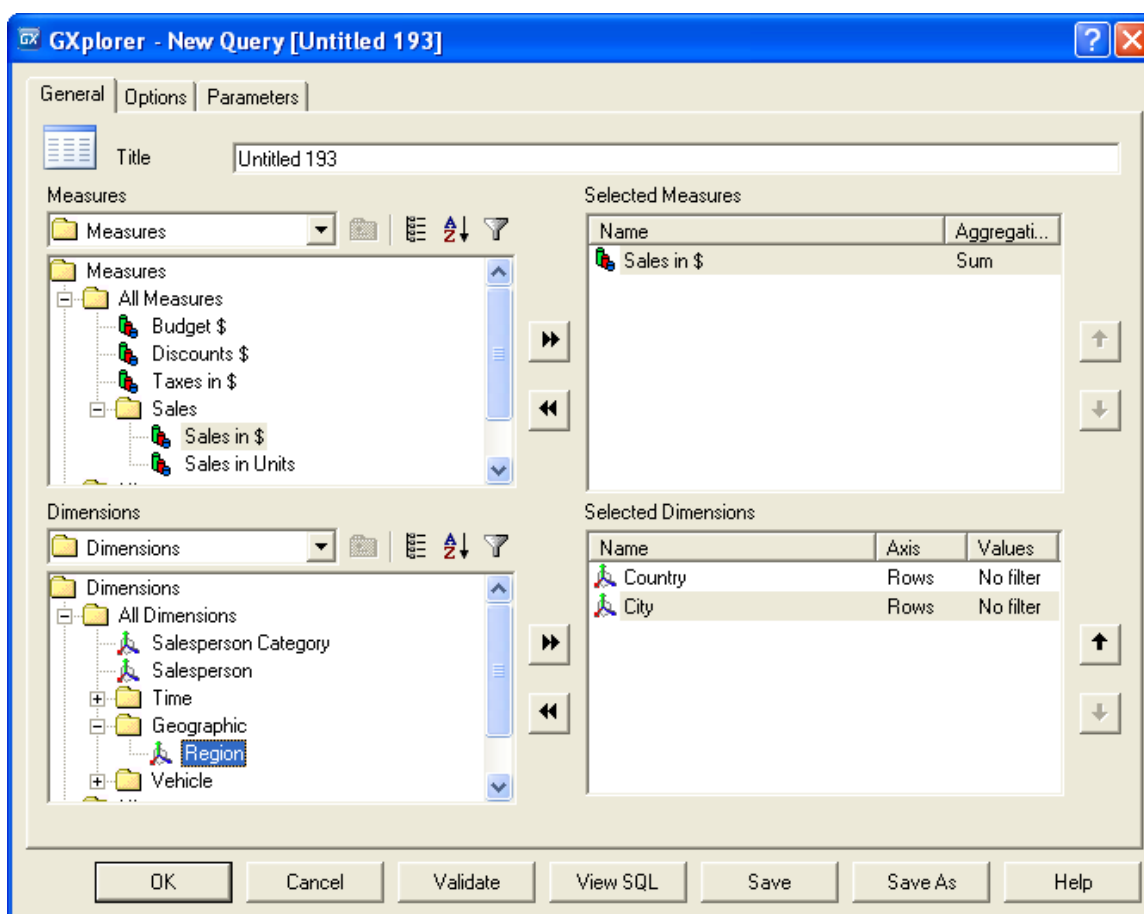 GXplorer - New Query [Untitled 193]
General Options Parameters
Title Untitled 193
Measures
Measures
Measures
All Measures
Budget $
Discounts $
Taxes in $
Sales
Sales in $
Sales in Units
Selected Measures
Name Aggregati...
Sales in $ Sum
Dimensions
Dimensions
Dimensions
All Dimensions
Salesperson Category
Salesperson
Time
Geographic
Region
Vehicle
Selected Dimensions
Name Axis Values
Country Rows No filter
City Rows No filter
OK Cancel Validate View SQL Save Save As Help